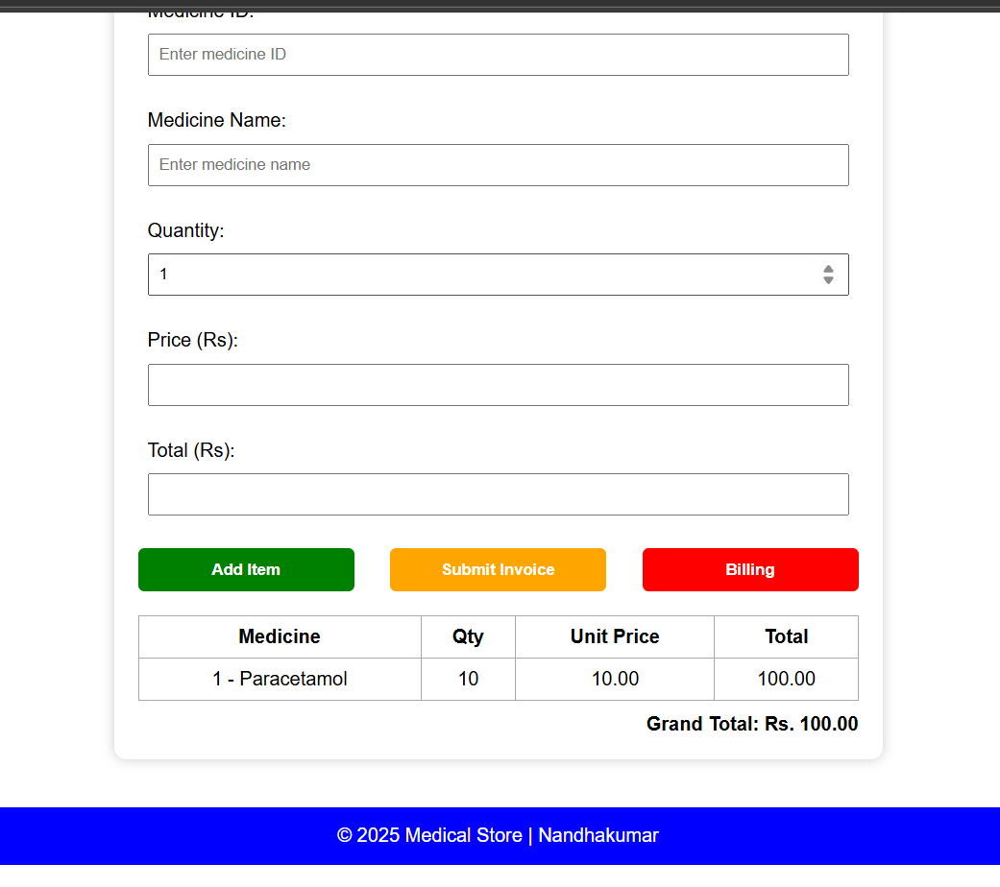 Medicine ID:
Enter medicine ID
Medicine Name:
Enter medicine name
Quantity:
1
Price (Rs):
Total (Rs):
Add Item Submit Invoice Billing
Medicine Qty Unit Price Total
1 - Paracetamol 10 10.00 100.00
Grand Total: Rs. 100.00
© 2025 Medical Store | Nandhakumar